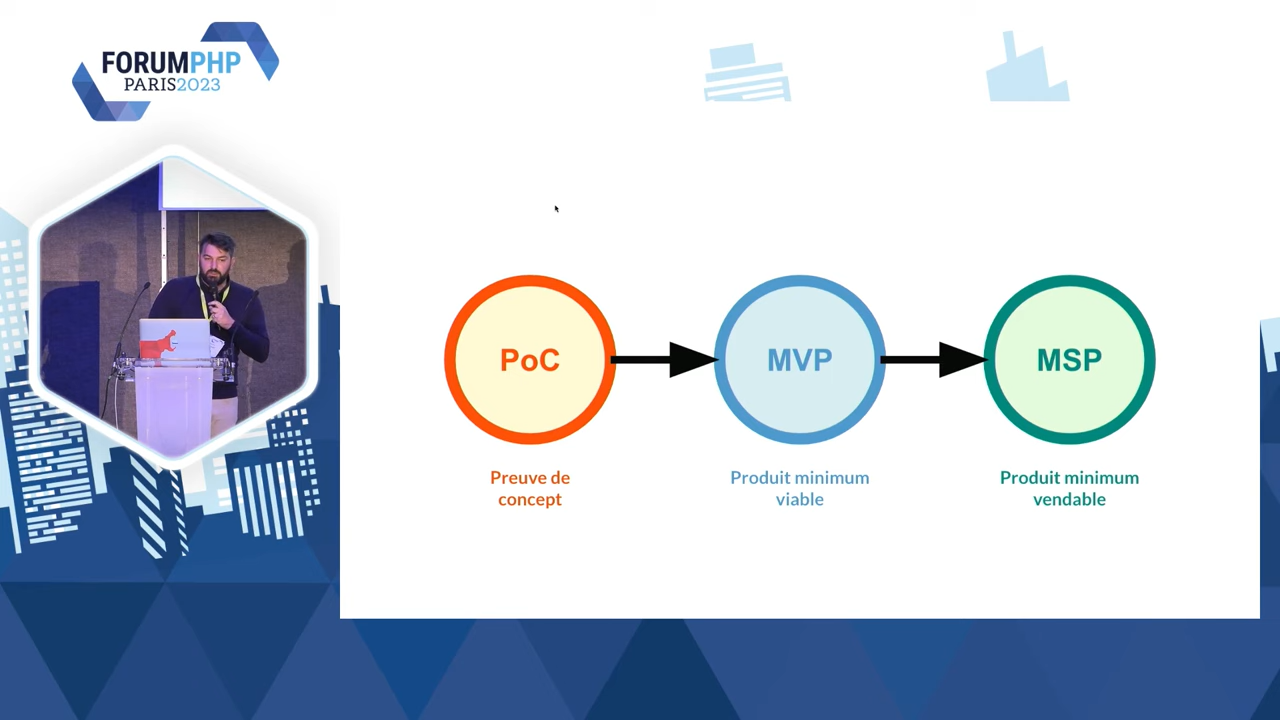 FORUMPHP
PARIS2023
PoC
MVP
MSP
Preuve de
concept
Produit minimum
viable
Produit minimum
vendable